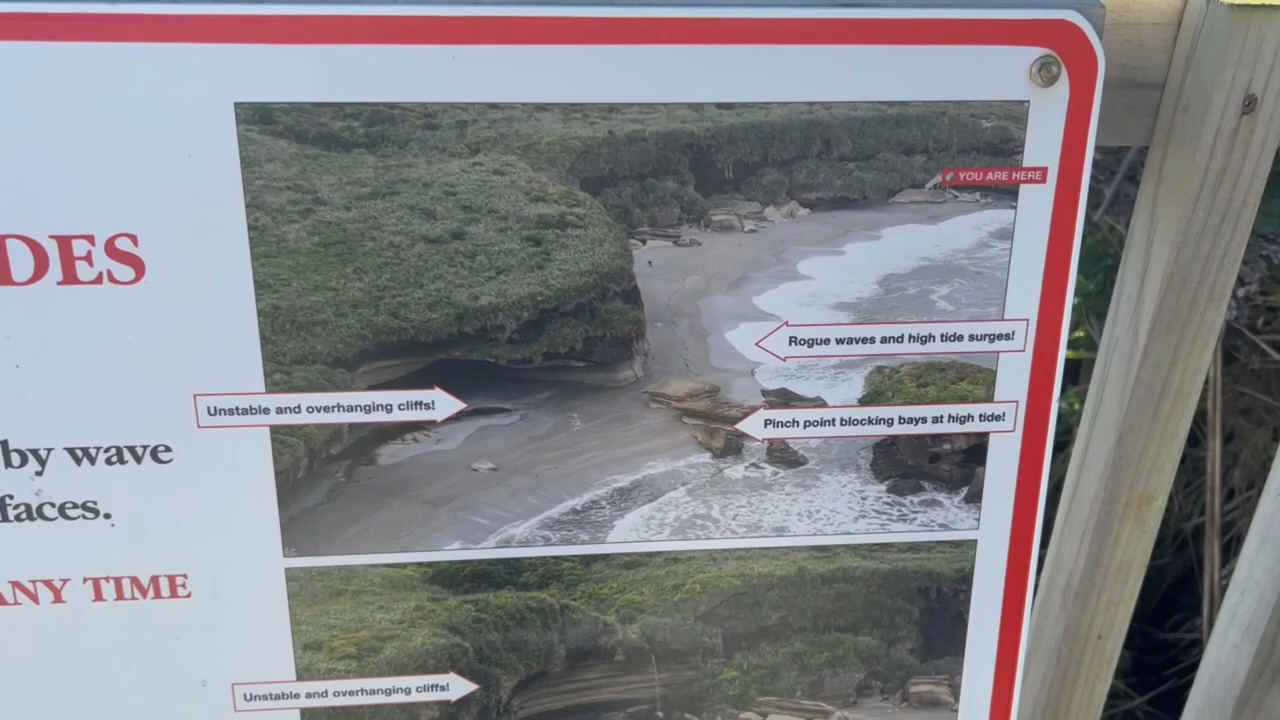 DES
by wave
faces.
ANY TIME
YOU ARE HERE
Rogue waves and high tide surges!
Unstable and overhanging cliffs!
Pinch point blocking bays at high tide!
Unstable and overhanging cliffs!